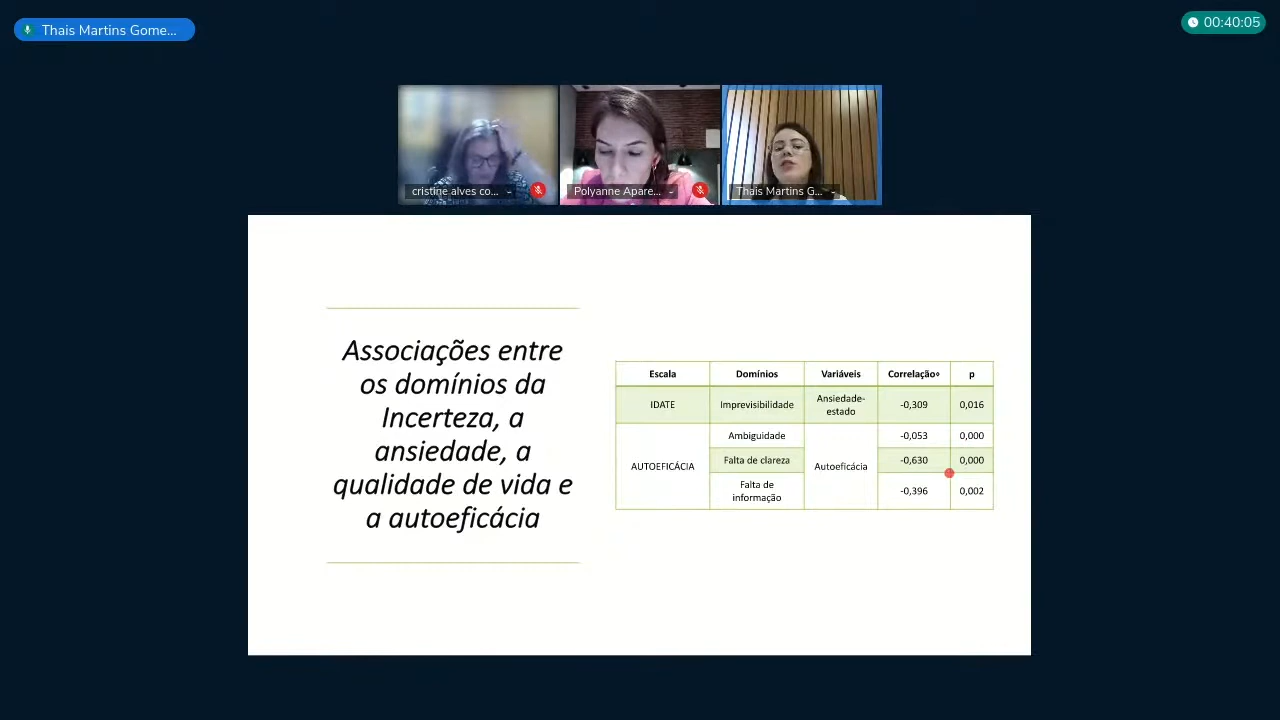 Thais Martins Gome...
00:40:05
cristine alves co...
Polyanne Apare...
Thais Martins G...
Associações entre
os domínios da
Incerteza, a
ansiedade, a
qualidade de vida e
a autoeficácia
Escala Domínios Variáveis Correlação p
IDATE Imprevisibilidade Ansiedade-estado -0,309 0,016
AUTOEFICÁCIA Autoeficácia
Ambiguidade -0,053 0,000
Falta de clareza -0,630 0,000
Falta de informação -0,396 0,002